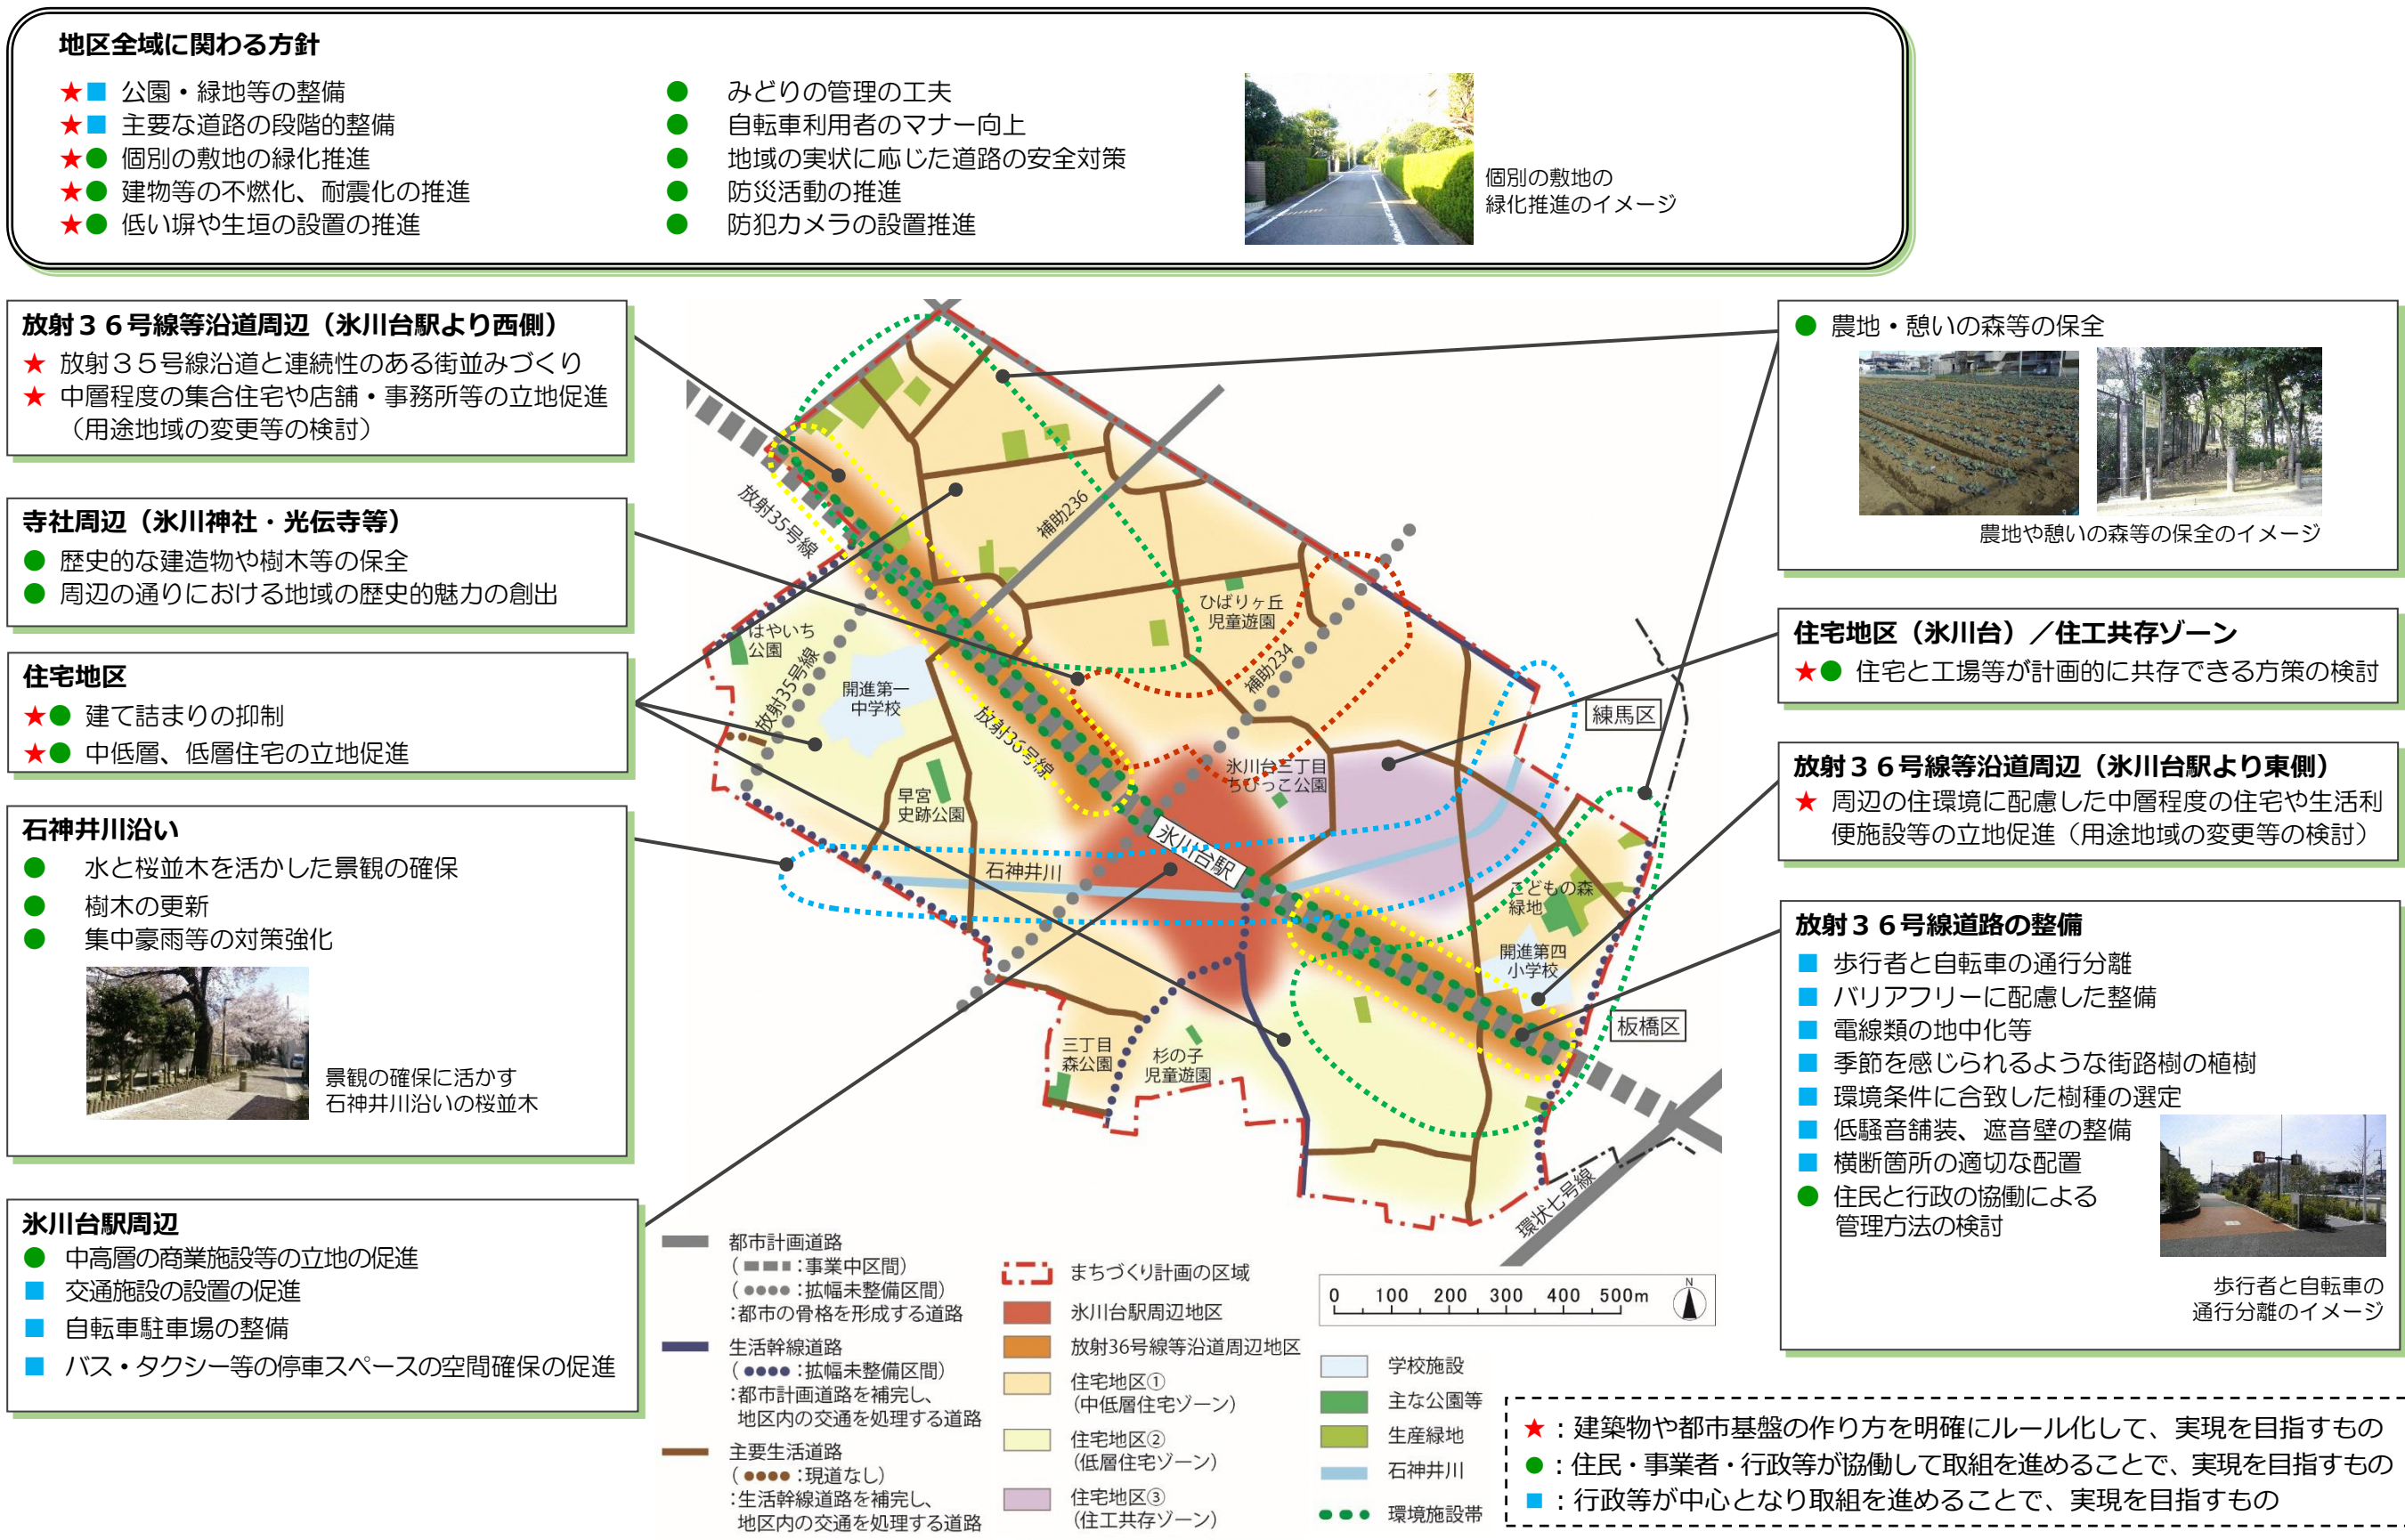 地区全域に関わる方針
★■ 公園・緑地等の整備
★■ 主要な道路の段階的整備
★● 個別の敷地の緑化推進
★● 建物等の不燃化、耐震化の推進
★● 低い塀や生垣の設置の推進
● みどりの管理の工夫
● 自転車利用者のマナー向上
● 地域の実状に応じた道路の安全対策
● 防災活動の推進
● 防犯カメラの設置推進
個別の敷地の
緑化推進のイメージ
放射３６号線等沿道周辺（氷川台駅より西側）
★ 放射３５号線沿道と連続性のある街並みづくり
★ 中層程度の集合住宅や店舗・事務所等の立地促進
（用途地域の変更等の検討）
寺社周辺（氷川神社・光伝寺等）
● 歴史的な建造物や樹木等の保全
● 周辺の通りにおける地域の歴史的魅力の創出
住宅地区
★● 建て詰まりの抑制
★● 中低層、低層住宅の立地促進
石神井川沿い
● 水と桜並木を活かした景観の確保
● 樹木の更新
● 集中豪雨等の対策強化
景観の確保に活かす
石神井川沿いの桜並木
氷川台駅周辺
● 中高層の商業施設等の立地の促進
■ 交通施設の設置の促進
■ 自転車駐車場の整備
■ バス・タクシー等の停車スペースの空間確保の促進
放射35号線
補助236
はやいち
公園
放射35号線
開進第一
中学校
放射36号線
早宮
史跡公園
ひばりヶ丘
児童遊園
補助234
氷川台三丁目
ちびっこ公園
氷川台駅
石神井川
こどもの森
緑地
開進第四
小学校
三丁目
森公園
杉の子
児童遊園
練馬区
板橋区
環状七号線
● 農地・憩いの森等の保全
農地や憩いの森等の保全のイメージ
住宅地区（氷川台）／住工共存ゾーン
★● 住宅と工場等が計画的に共存できる方策の検討
放射３６号線等沿道周辺（氷川台駅より東側）
★ 周辺の住環境に配慮した中層程度の住宅や生活利
便施設等の立地促進（用途地域の変更等の検討）
放射３６号線道路の整備
■ 歩行者と自転車の通行分離
■ バリアフリーに配慮した整備
■ 電線類の地中化等
■ 季節を感じられるような街路樹の植樹
■ 環境条件に合致した樹種の選定
■ 低騒音舗装、遮音壁の整備
■ 横断箇所の適切な配置
● 住民と行政の協働による
管理方法の検討
歩行者と自転車の
通行分離のイメージ
都市計画道路
（ :事業中区間）
（ :拡幅未整備区間）
:都市の骨格を形成する道路
生活幹線道路
（ :拡幅未整備区間）
:都市計画道路を補完し、
地区内の交通を処理する道路
主要生活道路
（ :現道なし）
:生活幹線道路を補完し、
地区内の交通を処理する道路
まちづくり計画の区域
氷川台駅周辺地区
放射36号線等沿道周辺地区
住宅地区①
（中低層住宅ゾーン）
住宅地区②
（低層住宅ゾーン）
住宅地区③
（住工共存ゾーン）
0 100 200 300 400 500m
N
学校施設
主な公園等
生産緑地
石神井川
環境施設帯
★：建築物や都市基盤の作り方を明確にルール化して、実現を目指すもの
●：住民・事業者・行政等が協働して取組を進めることで、実現を目指すもの
■：行政等が中心となり取組を進めることで、実現を目指すもの